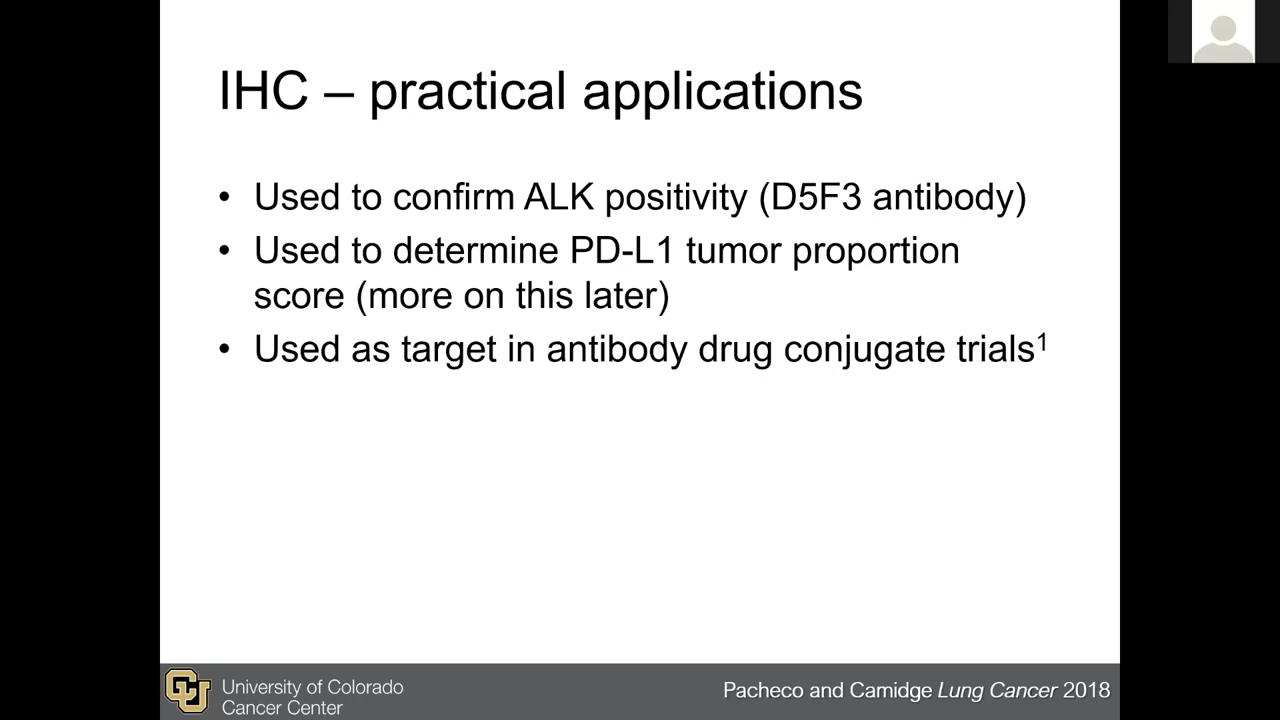 IHC – practical applications
• Used to confirm ALK positivity (D5F3 antibody)
• Used to determine PD-L1 tumor proportion
score (more on this later)
• Used as target in antibody drug conjugate trials¹
University of Colorado
Cancer Center
Pacheco and Camidge Lung Cancer 2018